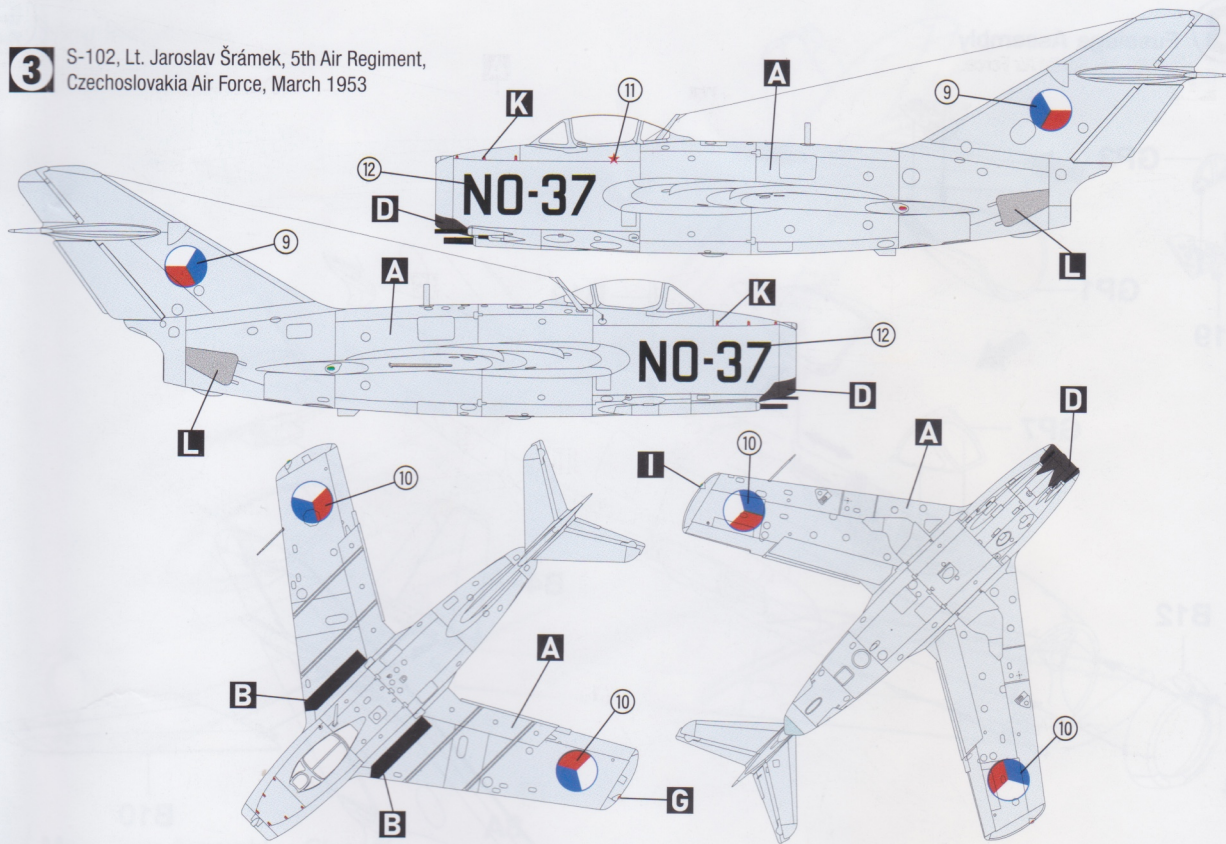 3 S-102, Lt. Jaroslav Šrámek, 5th Air Regiment,
Czechoslovakia Air Force, March 1953
K
11
A
9
12
NO-37
D
L
9
A
K
12
NO-37
D
L
10
I
10
A
D
B
A
10
B
G
10